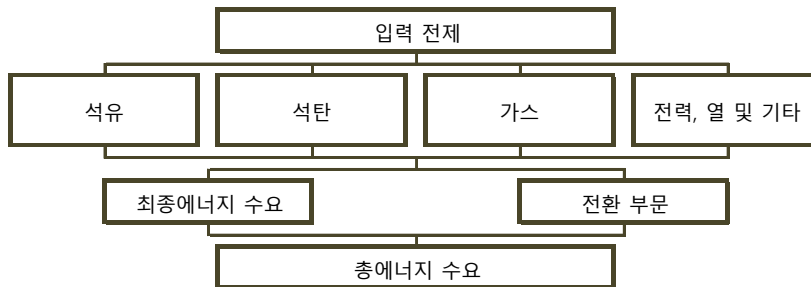 입력 전제
석유
석탄
가스
전력, 열 및 기타
최종에너지 수요
전환 부문
총에너지 수요